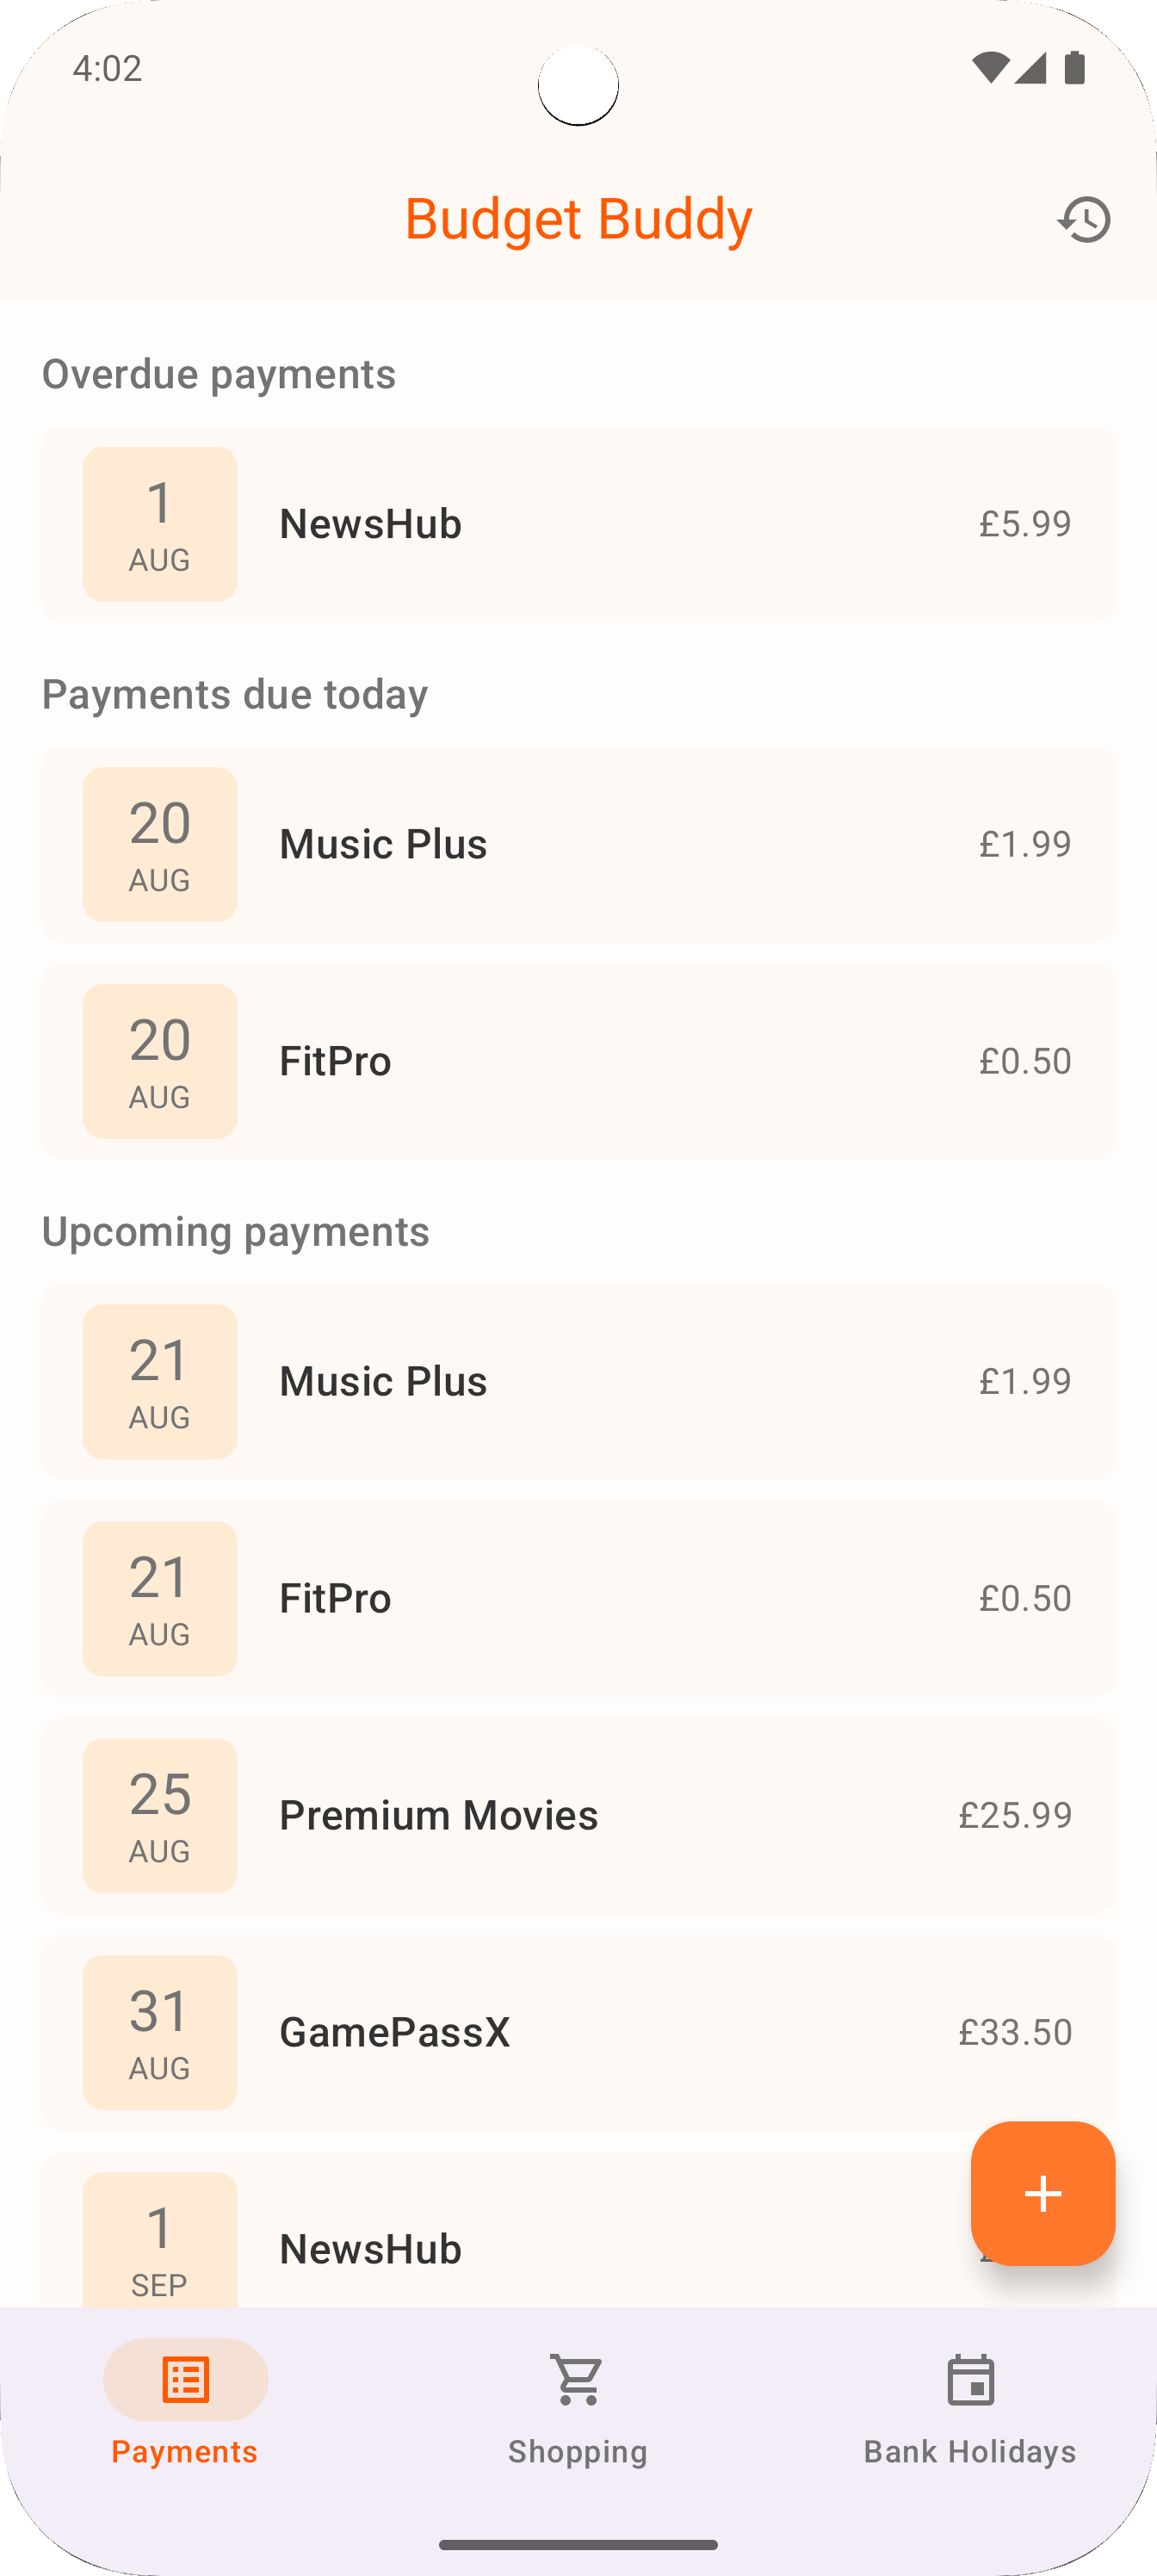 4:02
Budget Buddy
Overdue payments
1
AUG
NewsHub
£5.99
Payments due today
20
AUG
Music Plus
£1.99
20
AUG
FitPro
£0.50
Upcoming payments
21
AUG
Music Plus
£1.99
21
AUG
FitPro
£0.50
25
AUG
Premium Movies
£25.99
31
AUG
GamePassX
£33.50
1
SEP
NewsHub
Payments
Shopping
Bank Holidays